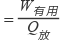 = W有用 / Q放